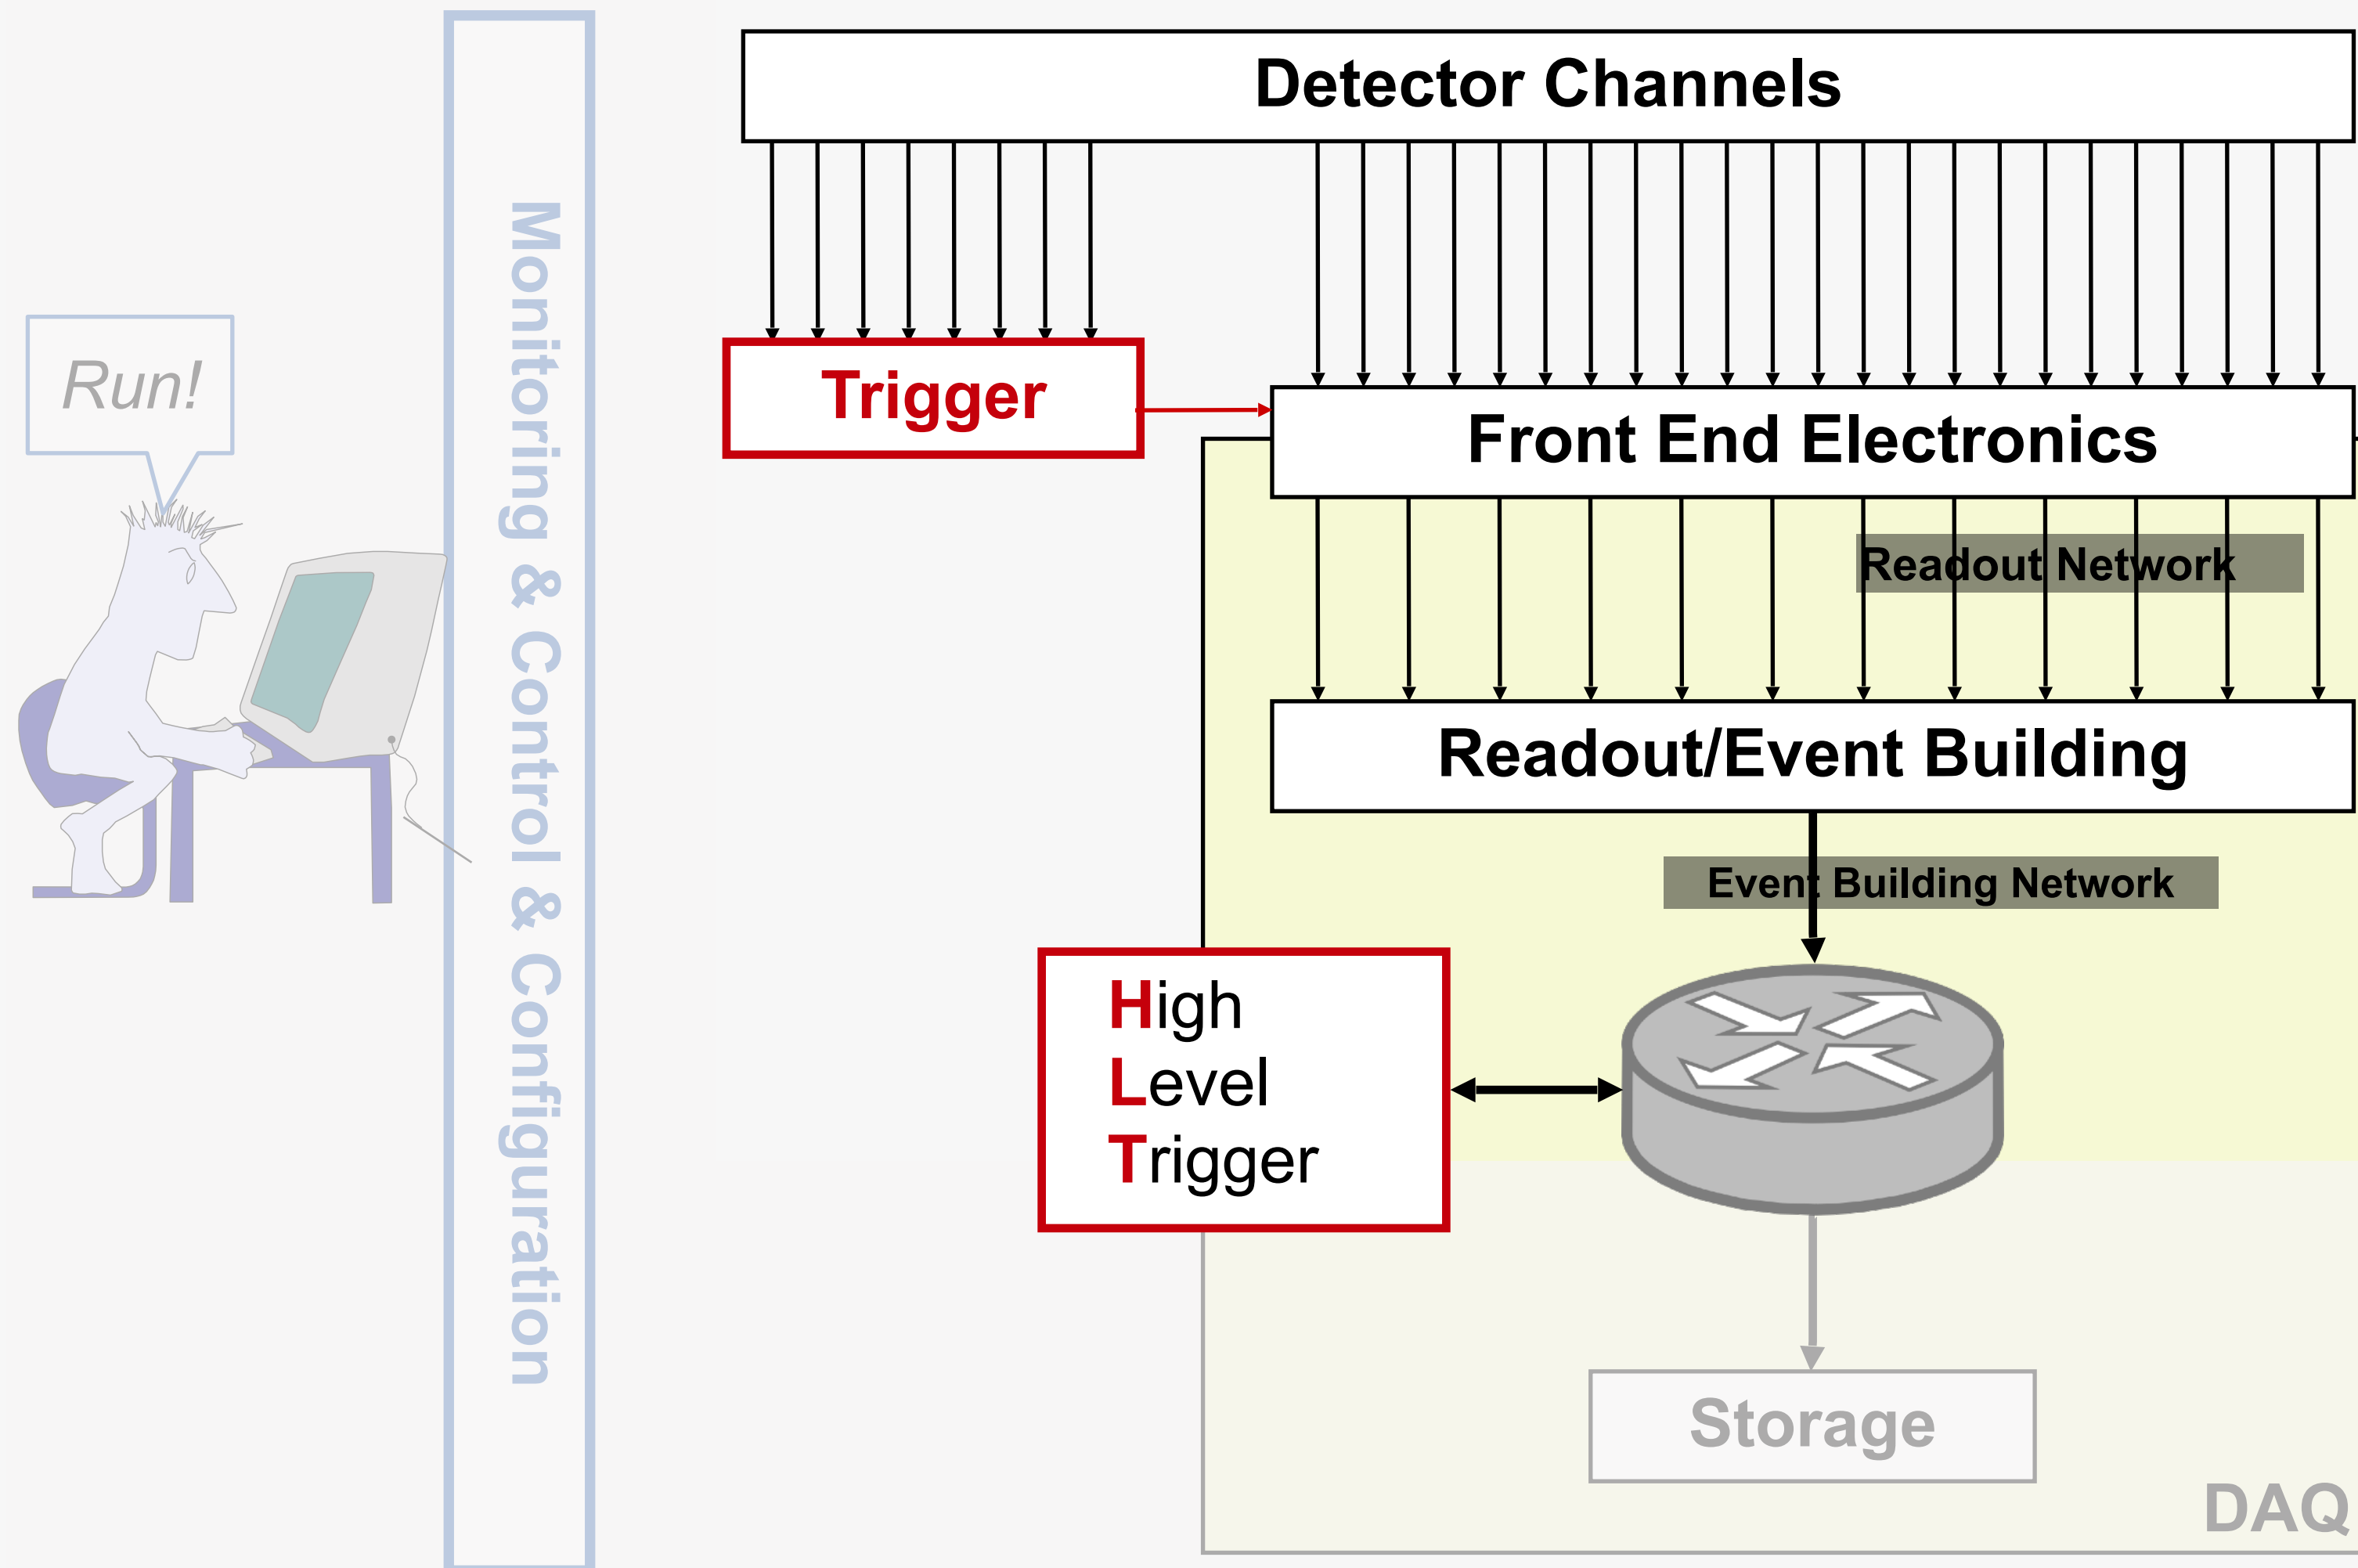 Detector Channels
Run!
Monitoring & Control & Configuration
Trigger
Front End Electronics
Readout Network
Readout/Event Building
Event Building Network
High
Level
Trigger
Storage
DAQ